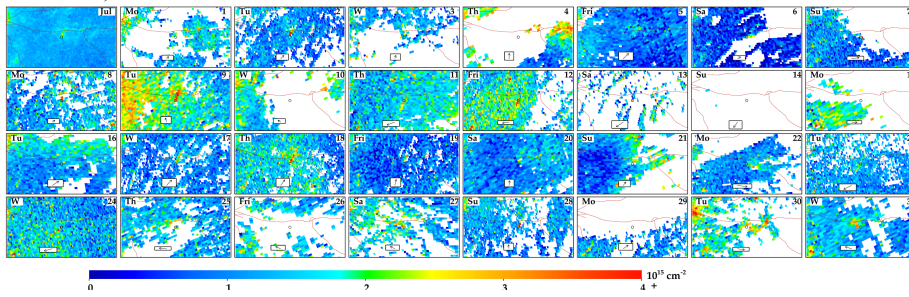 Jul Mo 1 Tu 2 W 3 Th 4 Fri 5 Sa 6 Su 7
Mo 8 Tu 9 W 10 Th 11 Fri 12 Sa 13 Su 14 Mo 1
Tu 16 W 17 Th 18 Fri 19 Sa 20 Su 21 Mo 22 Tu
W 24 Th 25 Fri 26 Sa 27 Su 28 Mo 29 Tu 30 W 3
10¹⁵ cm⁻²
0 1 2 3 4 +